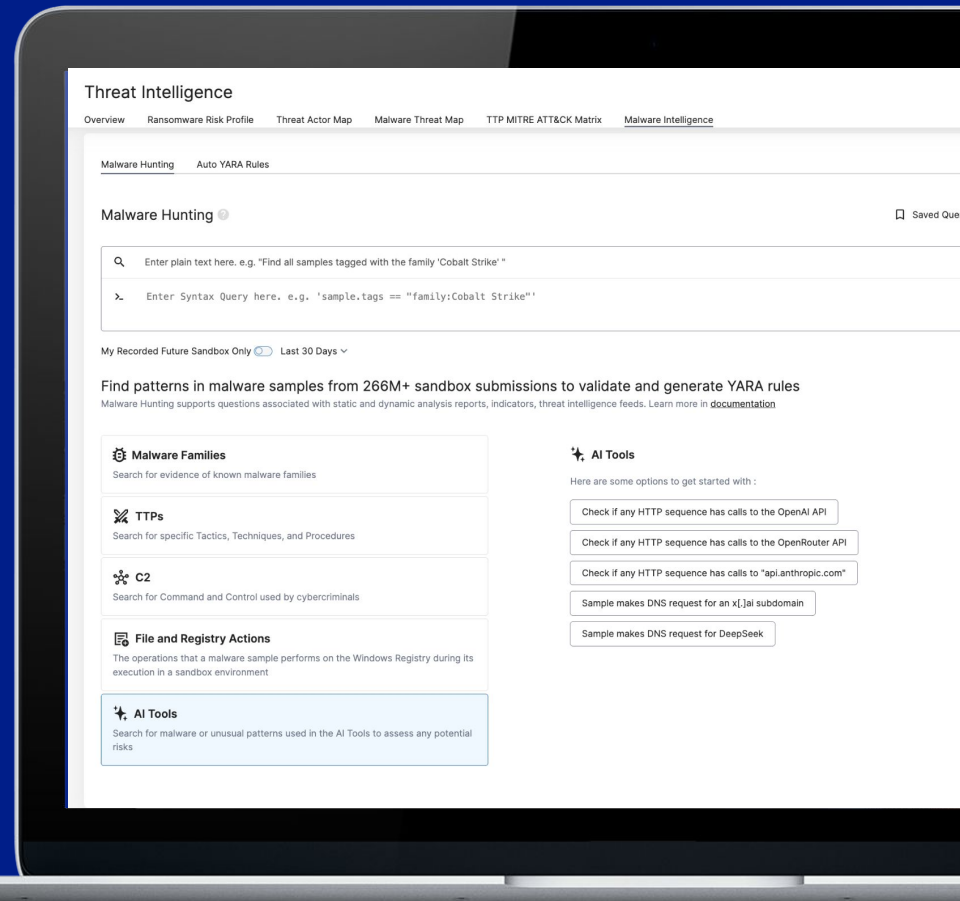 Threat Intelligence
Overview Ransomware Risk Profile Threat Actor Map Malware Threat Map TTP MITRE ATT&CK Matrix Malware Intelligence
Malware Hunting Auto YARA Rules
Malware Hunting ?
Saved Que
Enter plain text here. e.g. "Find all samples tagged with the family 'Cobalt Strike' "
>_ Enter Syntax Query here. e.g. 'sample.tags == "family:Cobalt Strike"'
My Recorded Future Sandbox Only Last 30 Days
Find patterns in malware samples from 266M+ sandbox submissions to validate and generate YARA rules
Malware Hunting supports questions associated with static and dynamic analysis reports, indicators, threat intelligence feeds. Learn more in documentation
Malware Families
Search for evidence of known malware families
TTPs
Search for specific Tactics, Techniques, and Procedures
C2
Search for Command and Control used by cybercriminals
File and Registry Actions
The operations that a malware sample performs on the Windows Registry during its
execution in a sandbox environment
AI Tools
Search for malware or unusual patterns used in the AI Tools to assess any potential
risks
AI Tools
Here are some options to get started with :
Check if any HTTP sequence has calls to the OpenAI API
Check if any HTTP sequence has calls to the OpenRouter API
Check if any HTTP sequence has calls to "api.anthropic.com"
Sample makes DNS request for an x[.]ai subdomain
Sample makes DNS request for DeepSeek